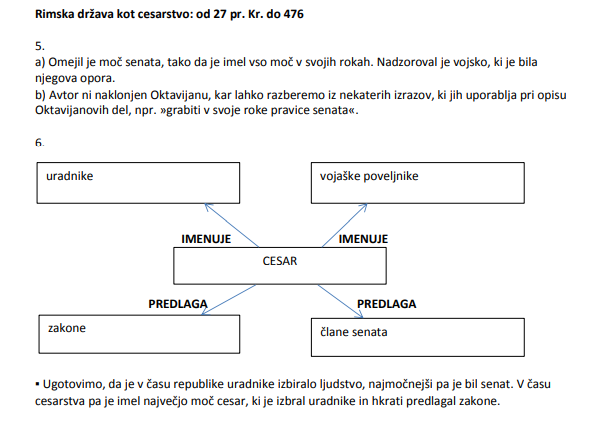 Rimska država kot cesarstvo: od 27 pr. Kr. do 476
5.
a) Omejil je moč senata, tako da je imel vso moč v svojih rokah. Nadzoroval je vojsko, ki je bila
njegova opora.
b) Avtor ni naklonjen Oktavijanu, kar lahko razberemo iz nekaterih izrazov, ki jih uporablja pri opisu
Oktavijanovih del, npr. »grabiti v svoje roke pravice senata«.
6.
uradnike
vojaške poveljnike
IMENUJE
IMENUJE
CESAR
PREDLAGA
PREDLAGA
zakone
člane senata
▪ Ugotovimo, da je v času republike uradnike izbiralo ljudstvo, najmočnejši pa je bil senat. V času
cesarstva pa je imel največjo moč cesar, ki je izbral uradnike in hkrati predlagal zakone.